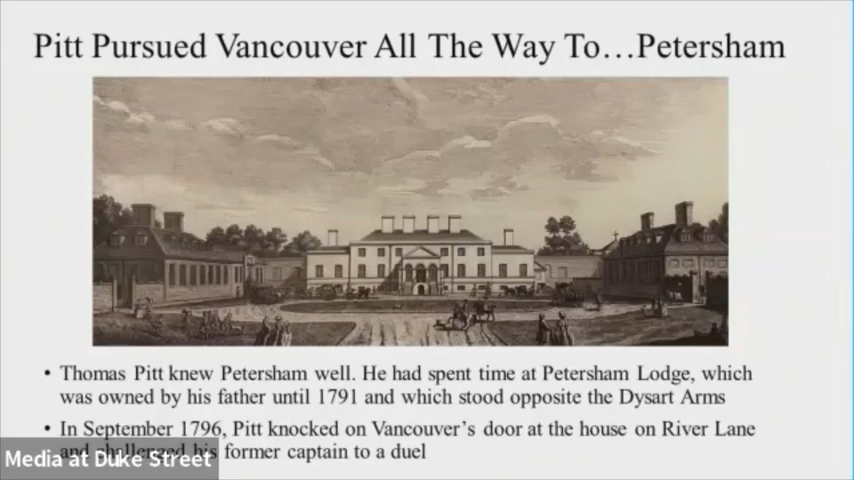 Pitt Pursued Vancouver All The Way To…Petersham
• Thomas Pitt knew Petersham well. He had spent time at Petersham Lodge, which
was owned by his father until 1791 and which stood opposite the Dysart Arms
• In September 1796, Pitt knocked on Vancouver's door at the house on River Lane
and challenged his former captain to a duel
Media at Duke Street